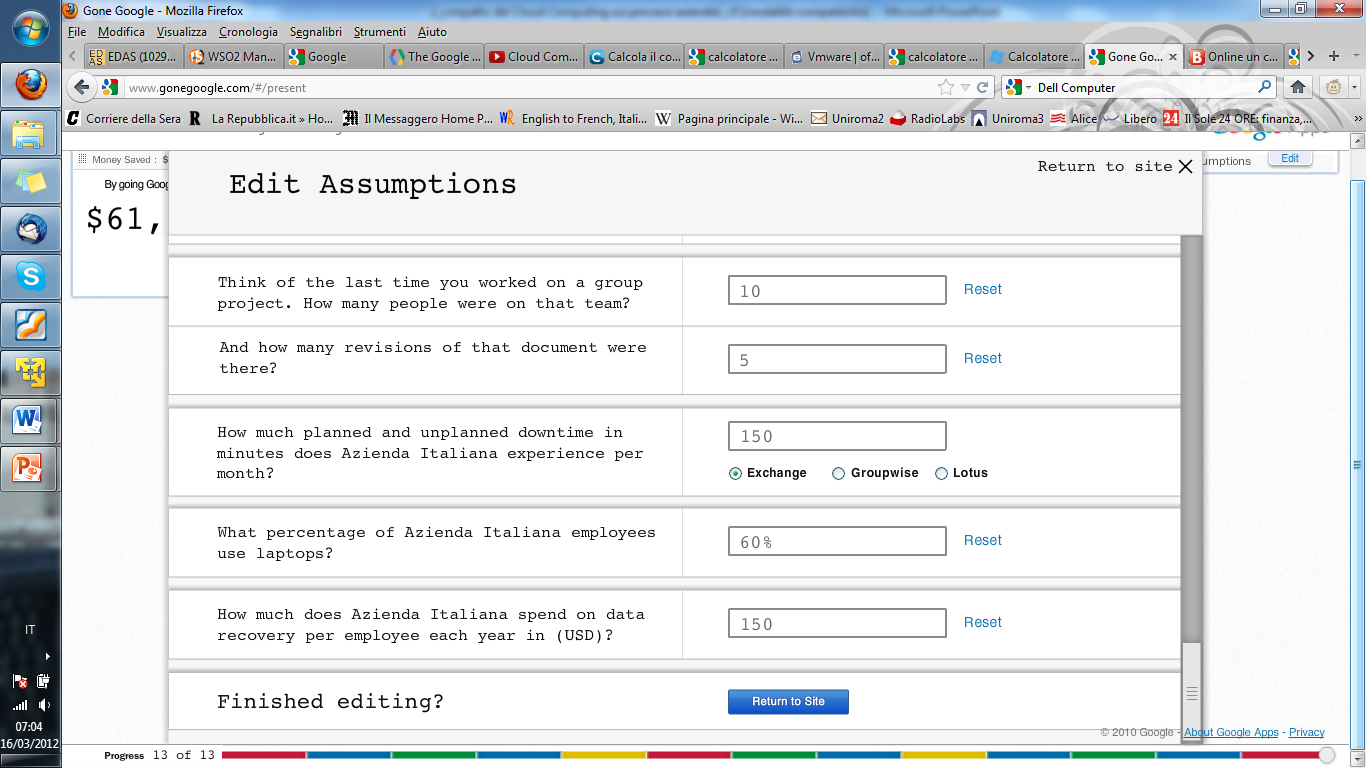 Gone Google - Mozilla Firefox
File Modifica Visualizza Cronologia Segnalibri Strumenti Aiuto
EDAS (1029... WSO2 Man... Google The Google ... Cloud Com... Calcola il co... calcolatore ... Vmware | of... calcolatore ... Calcolatore ... Gone Go... Online un c...
www.gonegoogle.com/#/present
Dell Computer
Corriere della Sera La Repubblica.it » Ho... Il Messaggero Home P... English to French, Itali... Pagina principale - Wi... Uniroma2 RadioLabs Uniroma3 Alice Libero 24 Il Sole 24 ORE: finanza,...
Money Saved : $
umptions Edit
By going Goog
$61,
Return to site
Edit Assumptions
Think of the last time you worked on a group
project. How many people were on that team?
10 Reset
And how many revisions of that document were
there?
5 Reset
How much planned and unplanned downtime in
minutes does Azienda Italiana experience per
month?
150
Exchange Groupwise Lotus
What percentage of Azienda Italiana employees
use laptops?
60% Reset
How much does Azienda Italiana spend on data
recovery per employee each year in (USD)?
150 Reset
Finished editing? Return to Site
© 2010 Google - About Google Apps - Privacy
Progress 13 of 13
IT
07:04
16/03/2012